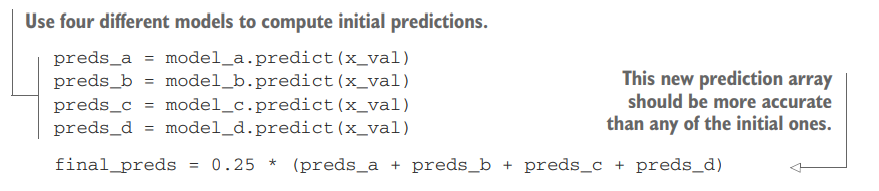 Use four different models to compute initial predictions.
preds_a = model_a.predict(x_val)
preds_b = model_b.predict(x_val)
preds_c = model_c.predict(x_val)
preds_d = model_d.predict(x_val)
This new prediction array
should be more accurate
than any of the initial ones.
final_preds = 0.25 * (preds_a + preds_b + preds_c + preds_d)